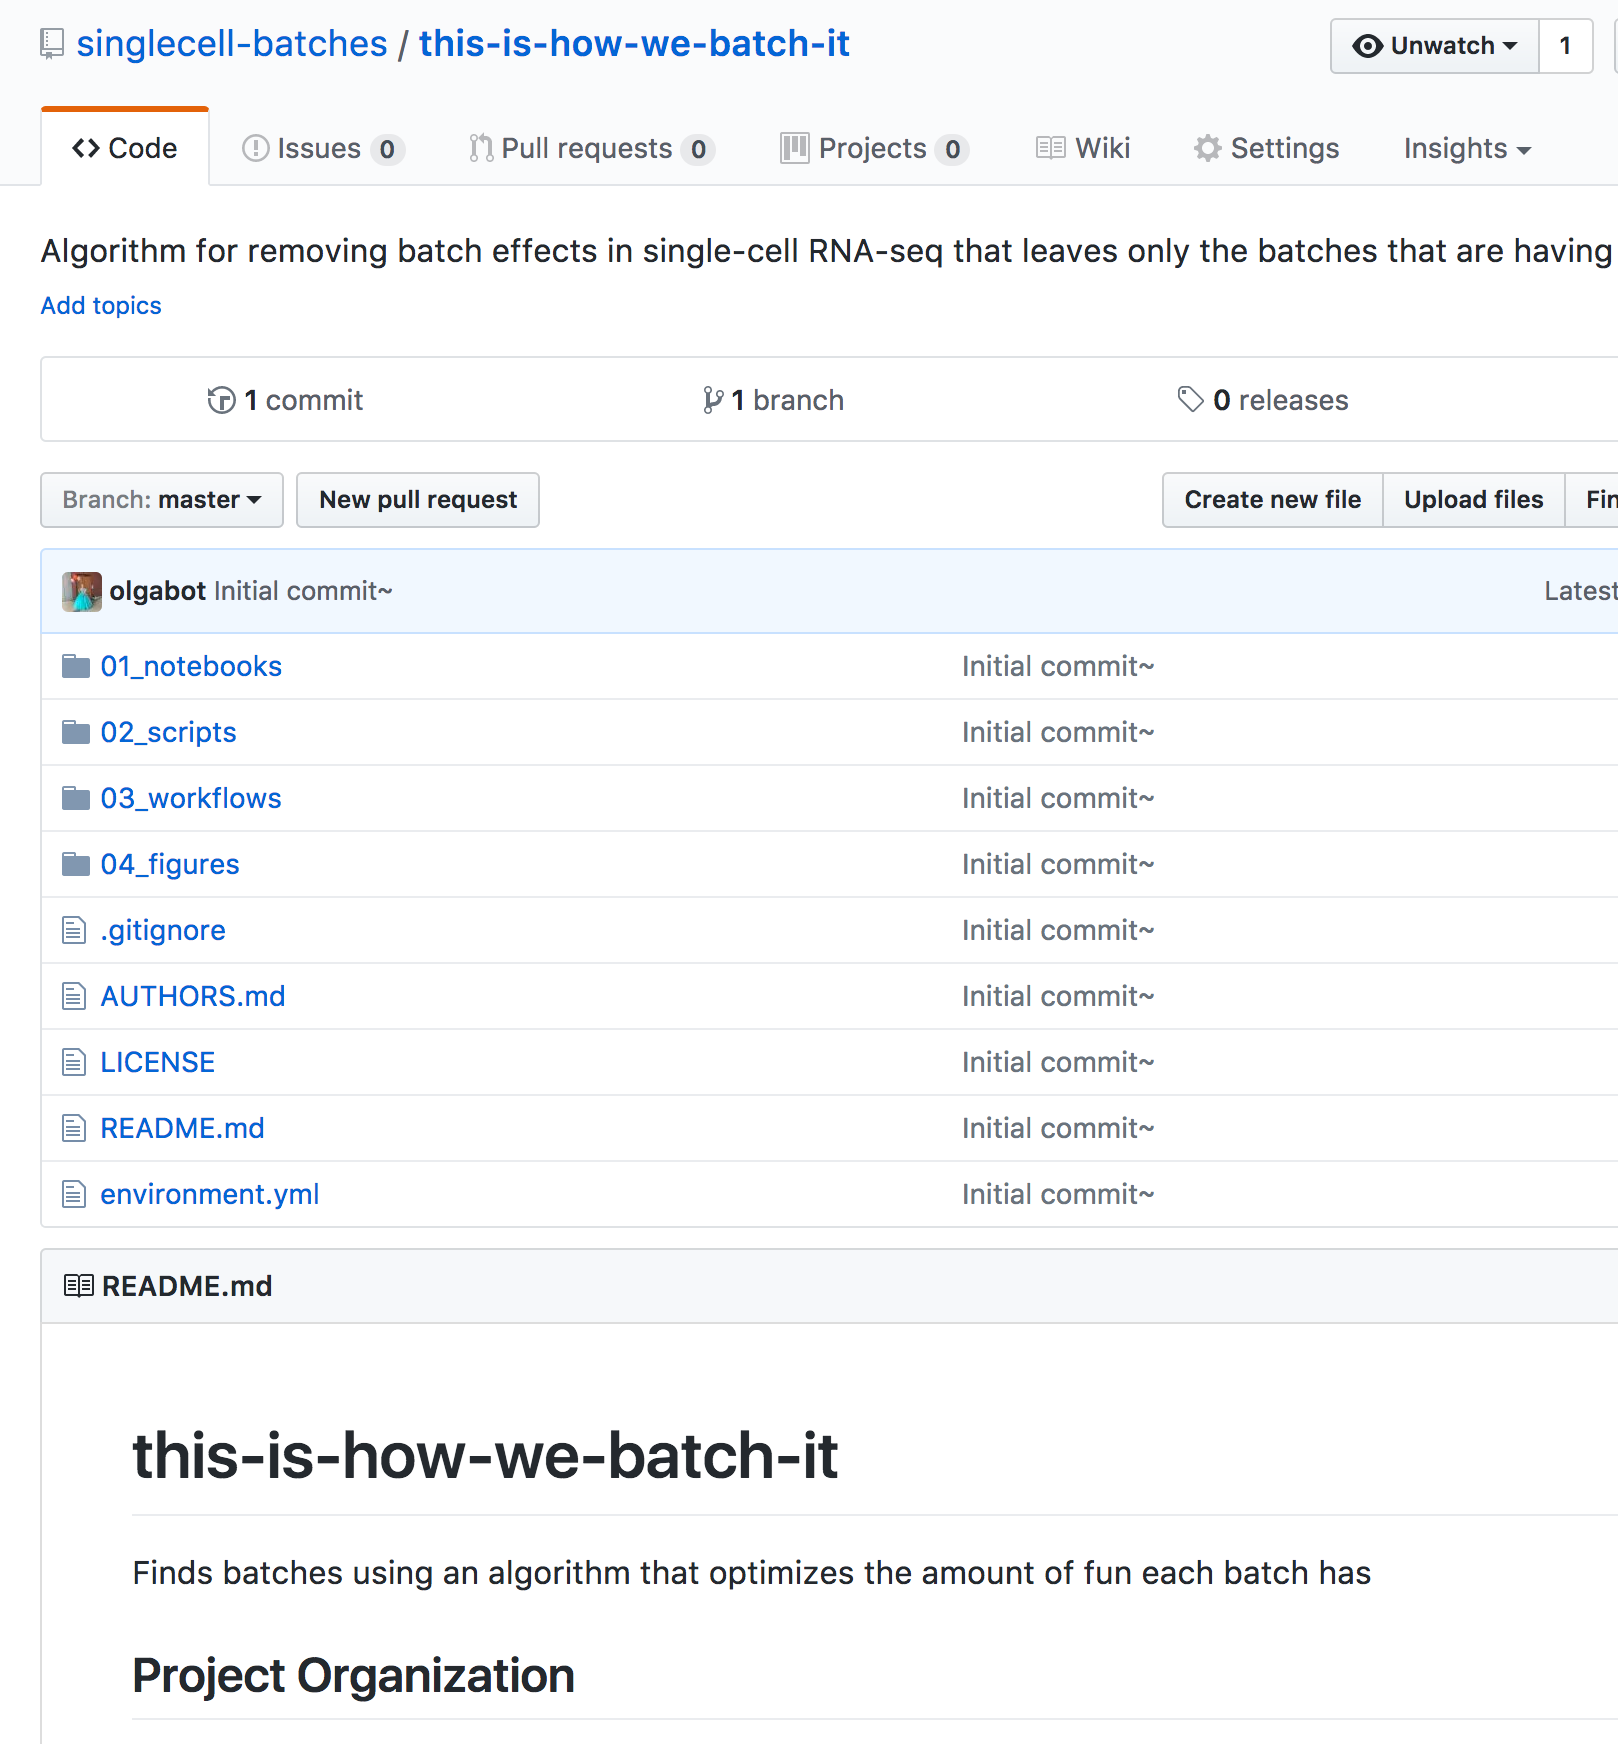 singlecell-batches / this-is-how-we-batch-it Unwatch 1
Code Issues 0 Pull requests 0 Projects 0 Wiki Settings Insights
Algorithm for removing batch effects in single-cell RNA-seq that leaves only the batches that are having
Add topics
1 commit 1 branch 0 releases
Branch: master New pull request Create new file Upload files Fin
olgabot Initial commit~ Latest
01_notebooks Initial commit~
02_scripts Initial commit~
03_workflows Initial commit~
04_figures Initial commit~
.gitignore Initial commit~
AUTHORS.md Initial commit~
LICENSE Initial commit~
README.md Initial commit~
environment.yml Initial commit~
README.md
this-is-how-we-batch-it
Finds batches using an algorithm that optimizes the amount of fun each batch has
Project Organization